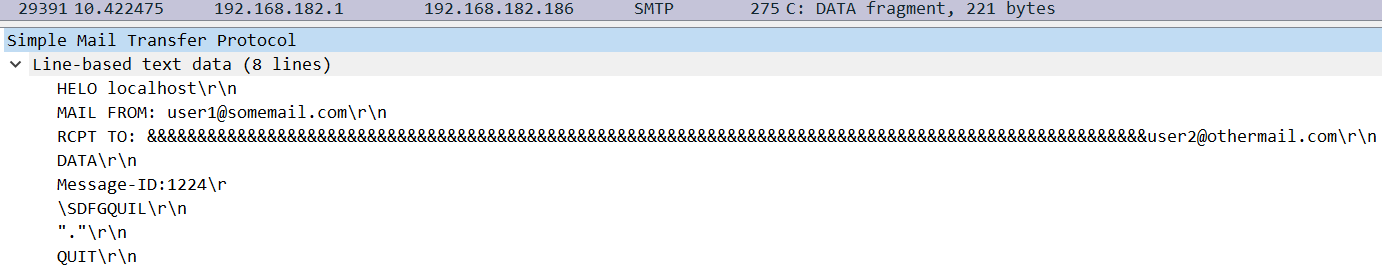 29391 10.422475 192.168.182.1 192.168.182.186 SMTP 275 C: DATA fragment, 221 bytes
Simple Mail Transfer Protocol
Line-based text data (8 lines)
HELO localhost\r\n
MAIL FROM: user1@somemail.com\r\n
RCPT TO: &&&&&&&&&&&&&&&&&&&&&&&&&&&&&&&&&&&&&&&&&&&&&&&&&&&&&&&&&&&&&&&&&&&&&&&&&&&&&&&&&&&&&&&&&&&&&&&&&&&&user2@othermail.com\r\n
DATA\r\n
Message-ID:1224\r
\SDFGQUIL\r\n
"."\r\n
QUIT\r\n